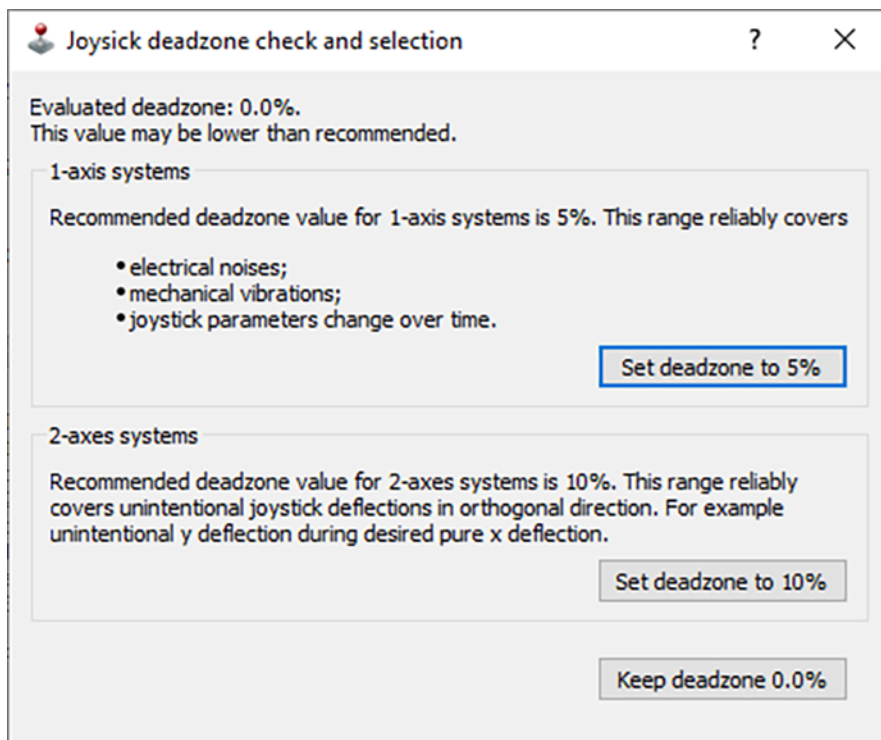 Joysick deadzone check and selection
Evaluated deadzone: 0.0%.
This value may be lower than recommended.
1-axis systems
Recommended deadzone value for 1-axis systems is 5%. This range reliably covers
• electrical noises;
• mechanical vibrations;
• joystick parameters change over time.
Set deadzone to 5%
2-axes systems
Recommended deadzone value for 2-axes systems is 10%. This range reliably
covers unintentional joystick deflections in orthogonal direction. For example
unintentional y deflection during desired pure x deflection.
Set deadzone to 10%
Keep deadzone 0.0%